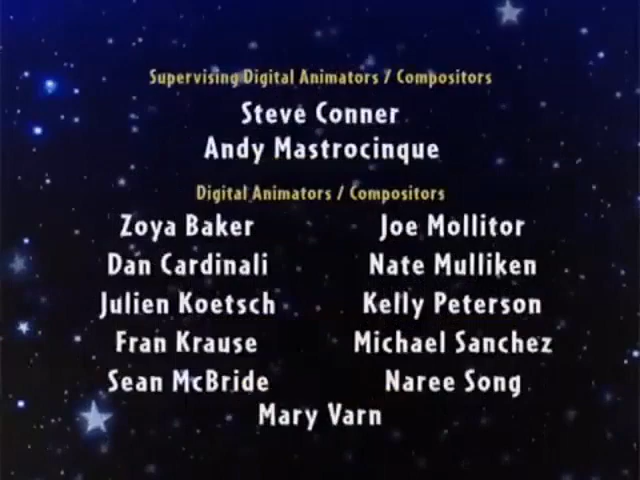 Supervising Digital Animators / Compositors
Steve Conner
Andy Mastrocinque
Digital Animators / Compositors
Zoya Baker Joe Mollitor
Dan Cardinali Nate Mulliken
Julien Koetsch Kelly Peterson
Fran Krause Michael Sanchez
Sean McBride Naree Song
Mary Varn